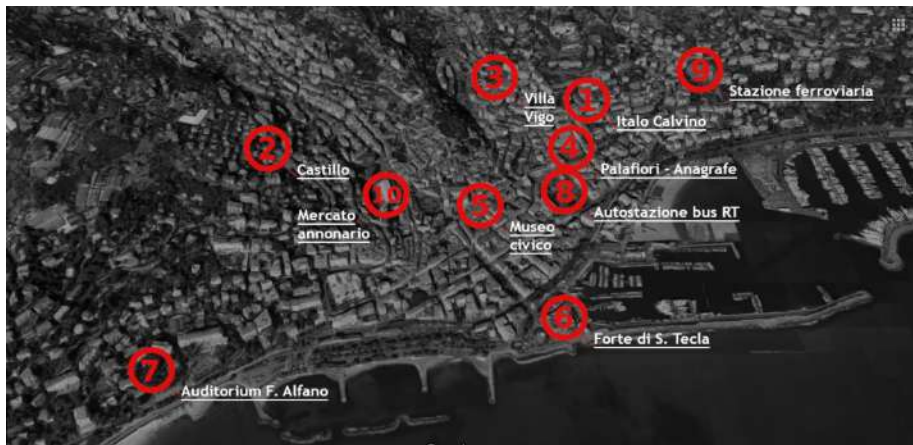 3
9
Stazione ferroviaria
Villa
Vigo
1
Italo Calvino
2
Castillo
4
Palafiori - Anagrafe
10
Mercato
annonario
5
Museo
civico
8
Autostazione bus RT
6
Forte di S. Tecla
7
Auditorium F. Alfano